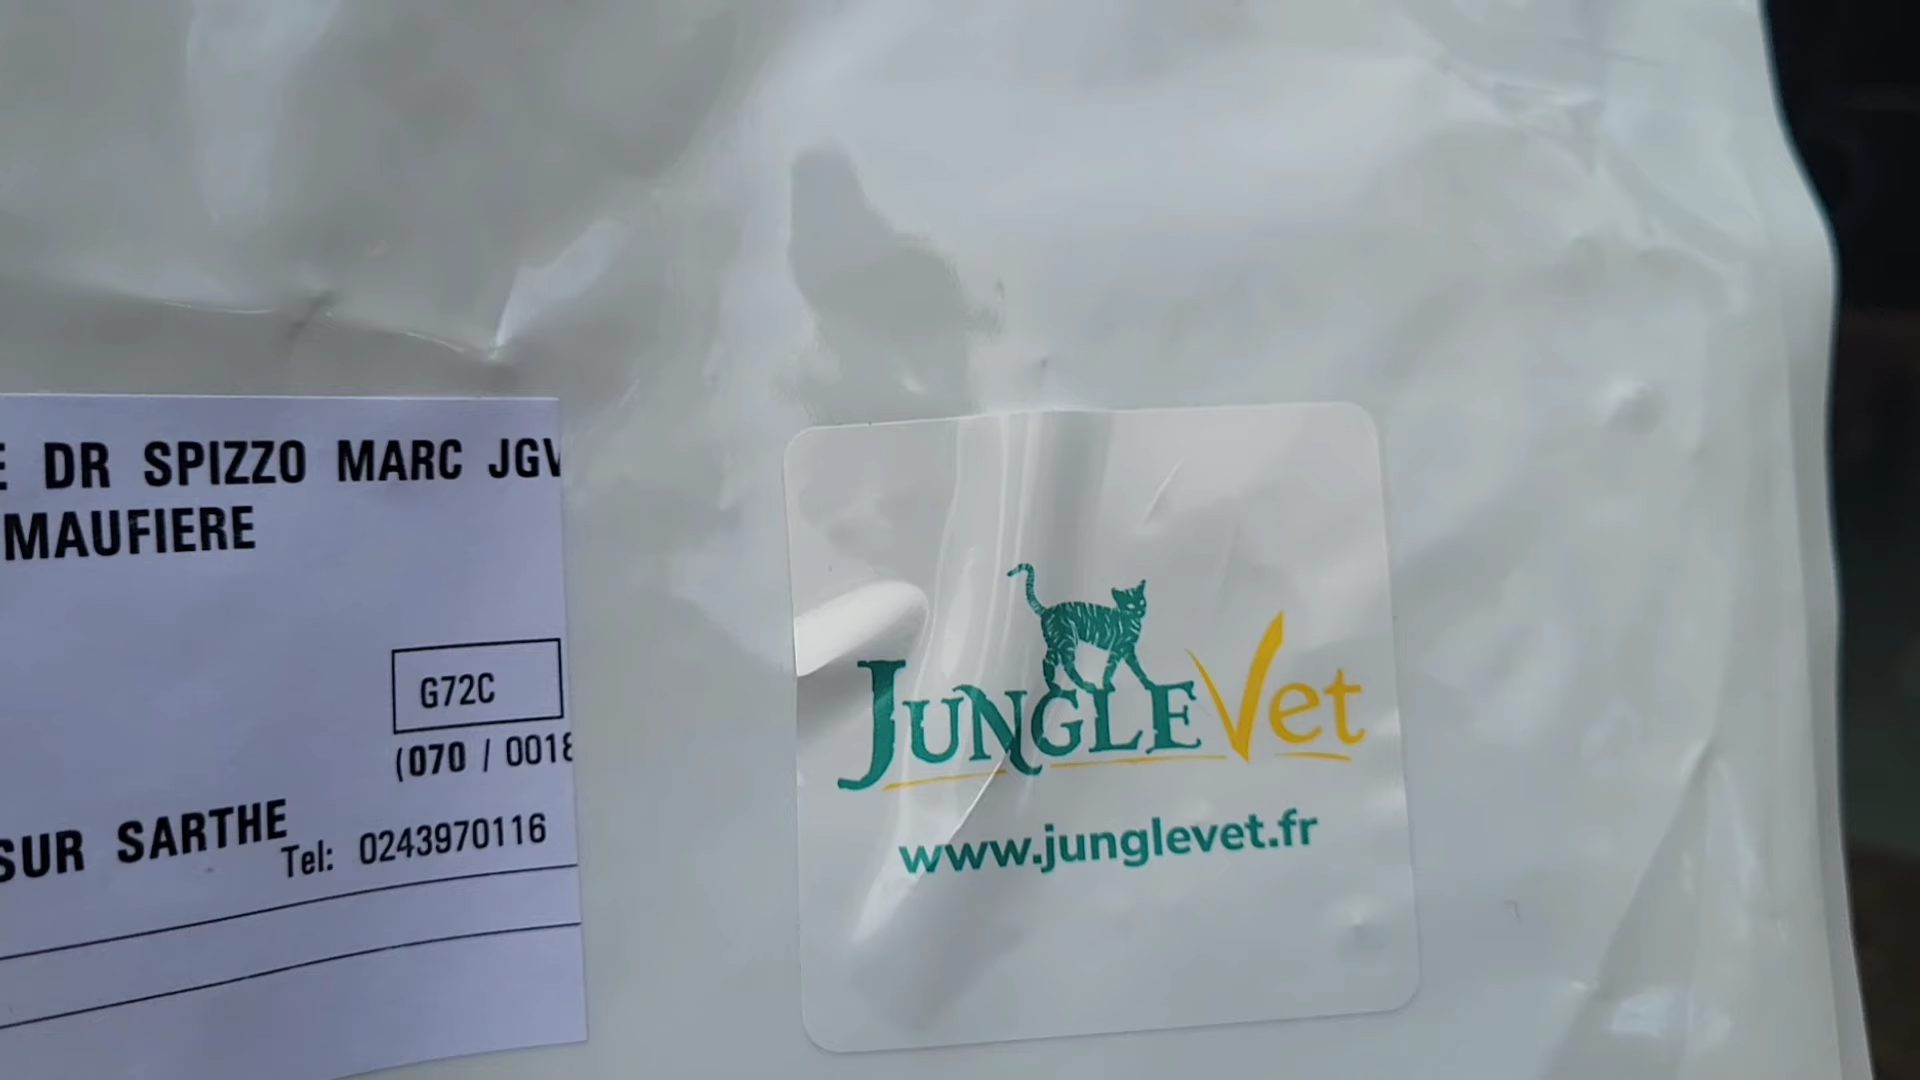 DR SPIZZO MARC JGV
MAUFIERE
G72C
(070 / 0018
SUR SARTHE
Tel: 0243970116
JUNGLEVet
www.junglevet.fr